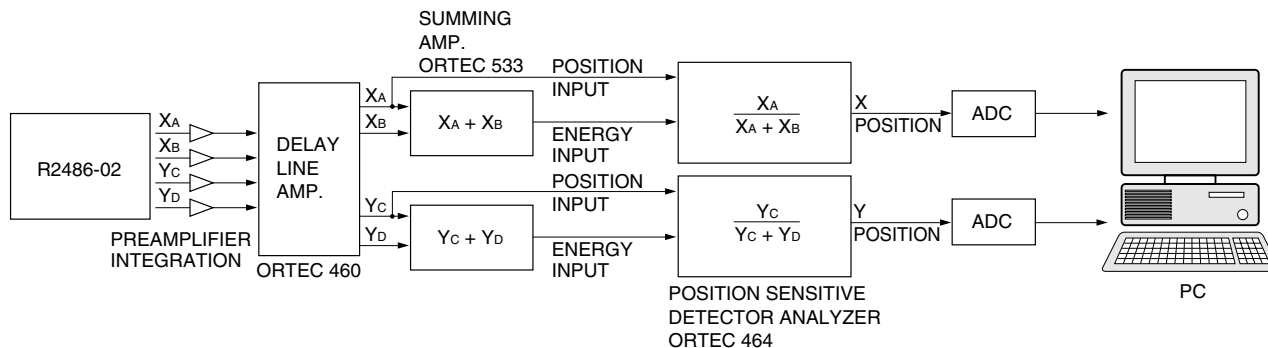 SUMMING
AMP.
ORTEC 533
R2486-02
XA
XB
YC
YD
PREAMPLIFIER
INTEGRATION
DELAY
LINE
AMP.
ORTEC 460
XA
XB
YC
YD
XA + XB
YC + YD
POSITION
INPUT
ENERGY
INPUT
POSITION
INPUT
ENERGY
INPUT
XA
XA + XB
YC
YC + YD
POSITION SENSITIVE
DETECTOR ANALYZER
ORTEC 464
X
POSITION
Y
POSITION
ADC
ADC
PC